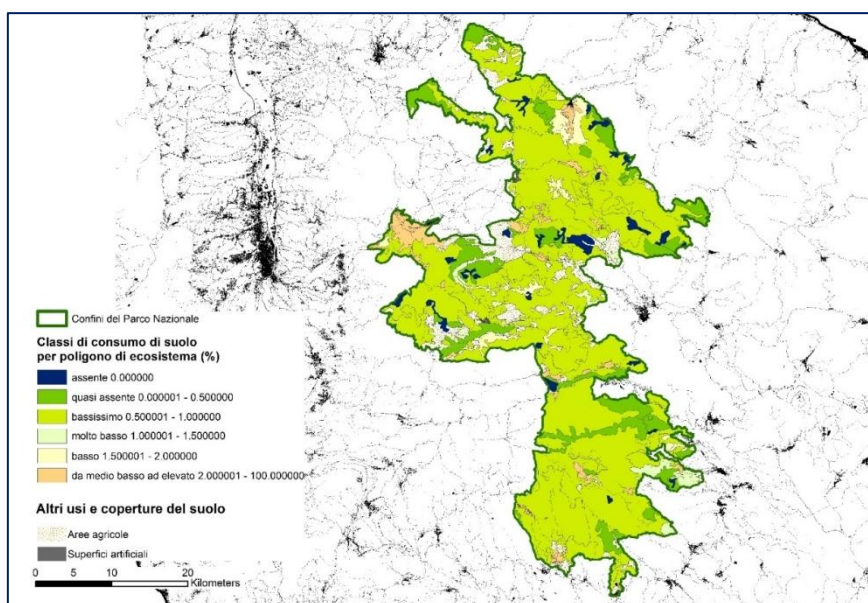 Confini del Parco Nazionale
Classi di consumo di suolo
per poligono di ecosistema (%)
assente 0.000000
quasi assente 0.000001 - 0.500000
bassissimo 0.500001 - 1.000000
molto basso 1.000001 - 1.500000
basso 1.500001 - 2.000000
da medio basso ad elevato 2.000001 - 100.000000
Altri usi e coperture del suolo
Aree agricole
Superfici artificiali
0 5 10 20
Kilometers